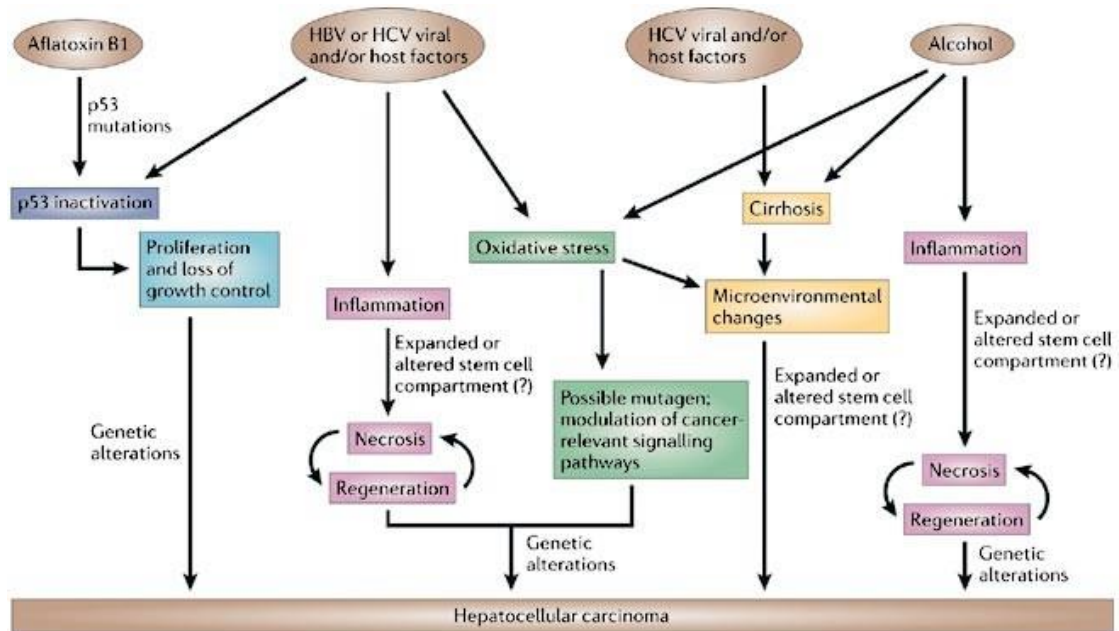 Aflatoxin B1
HBV or HCV viral
and/or host factors
HCV viral and/or
host factors
Alcohol
p53
mutations
p53 inactivation
Cirrhosis
Proliferation
and loss of
growth control
Oxidative stress
Inflammation
Inflammation
Microenvironmental
changes
Expanded or
altered stem cell
compartment (?)
Expanded or
altered stem cell
compartment (?)
Expanded or
altered stem cell
compartment (?)
Possible mutagen;
modulation of cancer-
relevant signalling
pathways
Genetic
alterations
Necrosis
Regeneration
Necrosis
Regeneration
Genetic
alterations
Genetic
alterations
Hepatocellular carcinoma